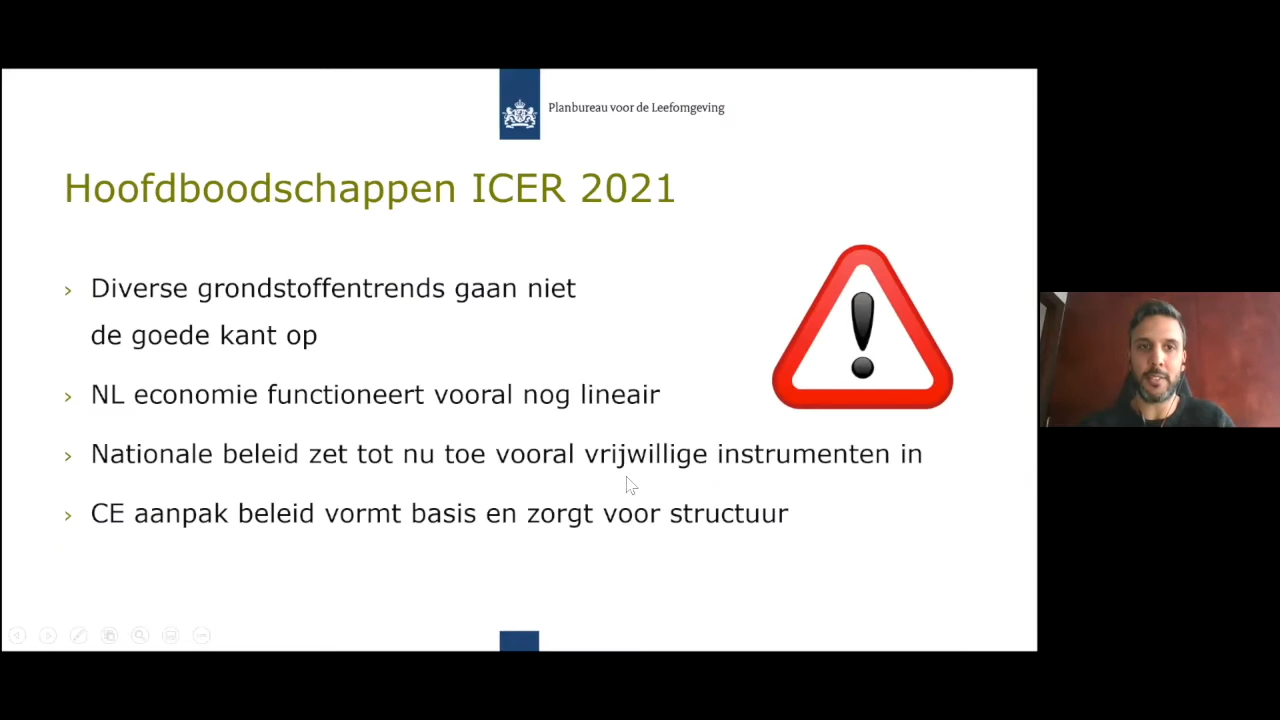 Planbureau voor de Leefomgeving
Hoofdboodschappen ICER 2021
› Diverse grondstoffentrends gaan niet
de goede kant op
› NL economie functioneert vooral nog lineair
› Nationale beleid zet tot nu toe vooral vrijwillige instrumenten in
› CE aanpak beleid vormt basis en zorgt voor structuur